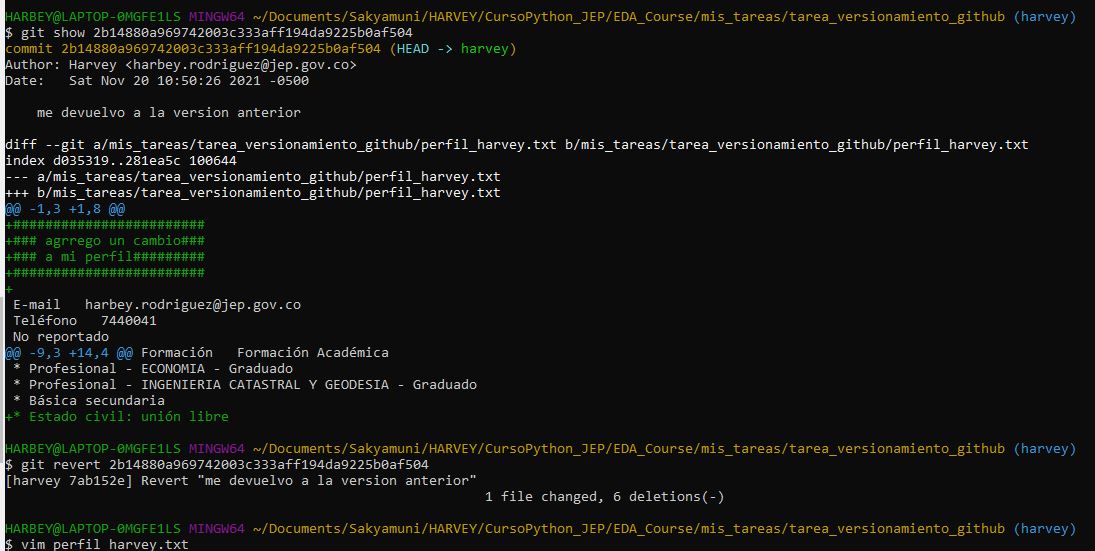 HARBEY@LAPTOP-0MGFE1LS MINGW64 ~/Documents/Sakyamuni/HARVEY/CursoPython_JEP/EDA_Course/mis_tareas/tarea_versionamiento_github (harvey)
$ git show 2b14880a969742003c333aff194da9225b0af504
commit 2b14880a969742003c333aff194da9225b0af504 (HEAD -> harvey)
Author: Harvey <harbey.rodriguez@jep.gov.co>
Date:   Sat Nov 20 10:50:26 2021 -0500
    me devuelvo a la version anterior
diff --git a/mis_tareas/tarea_versionamiento_github/perfil_harvey.txt b/mis_tareas/tarea_versionamiento_github/perfil_harvey.txt
index d035319..281ea5c 100644
--- a/mis_tareas/tarea_versionamiento_github/perfil_harvey.txt
+++ b/mis_tareas/tarea_versionamiento_github/perfil_harvey.txt
@@ -1,3 +1,8 @@
+########################
+### agrrego un cambio###
+### a mi perfil#########
+########################
+
 E-mail   harbey.rodriguez@jep.gov.co
 Teléfono   7440041
 No reportado
@@ -9,3 +14,4 @@ Formación   Formación Académica
 * Profesional - ECONOMIA - Graduado
 * Profesional - INGENIERIA CATASTRAL Y GEODESIA - Graduado
 * Básica secundaria
+* Estado civil: unión libre
HARBEY@LAPTOP-0MGFE1LS MINGW64 ~/Documents/Sakyamuni/HARVEY/CursoPython_JEP/EDA_Course/mis_tareas/tarea_versionamiento_github (harvey)
$ git revert 2b14880a969742003c333aff194da9225b0af504
[harvey 7ab152e] Revert "me devuelvo a la version anterior"
1 file changed, 6 deletions(-)
HARBEY@LAPTOP-0MGFE1LS MINGW64 ~/Documents/Sakyamuni/HARVEY/CursoPython_JEP/EDA_Course/mis_tareas/tarea_versionamiento_github (harvey)
$ vim perfil_harvey.txt